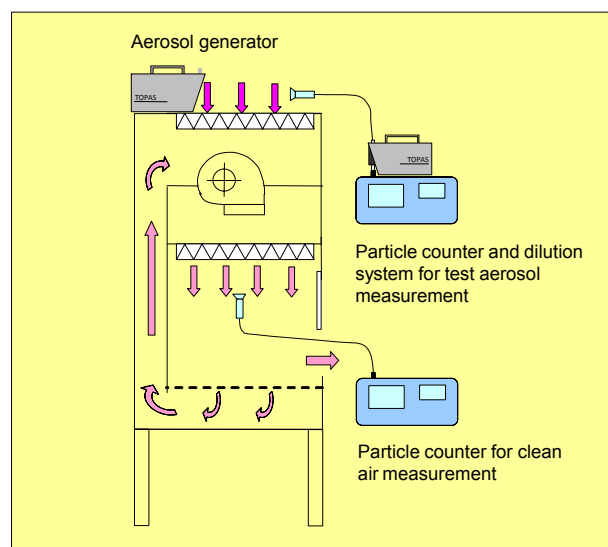 Aerosol generator
TOPAS
TOPAS
Particle counter and dilution
system for test aerosol
measurement
Particle counter for clean
air measurement